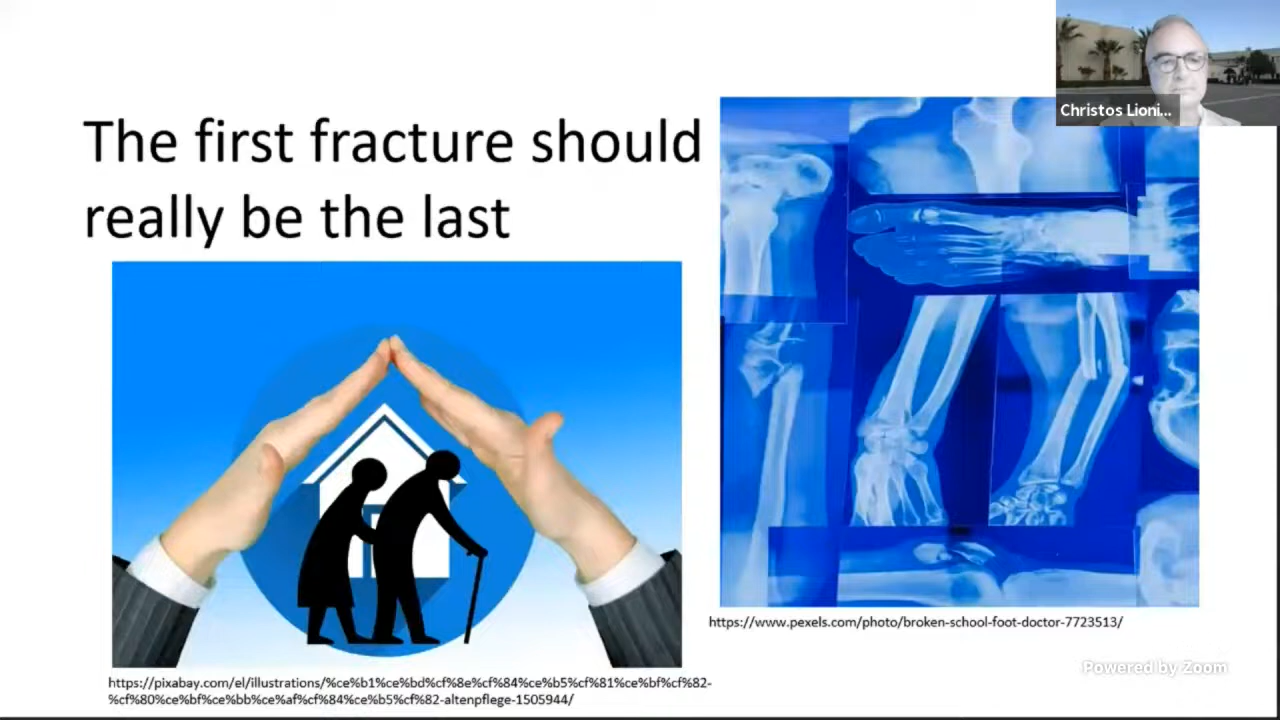 The first fracture should
really be the last
Christos Lioni...
https://www.pexels.com/photo/broken-school-foot-doctor-7723513/
https://pixabay.com/el/illustrations/%ce%b1%ce%bd%cf%8e%cf%84%ce%b5%cf%81%ce%bf%cf%82-
%cf%80%ce%bf%ce%bb%ce%af%cf%84%ce%b5%cf%82-altenpflege-1505944/
Powered by Zoom